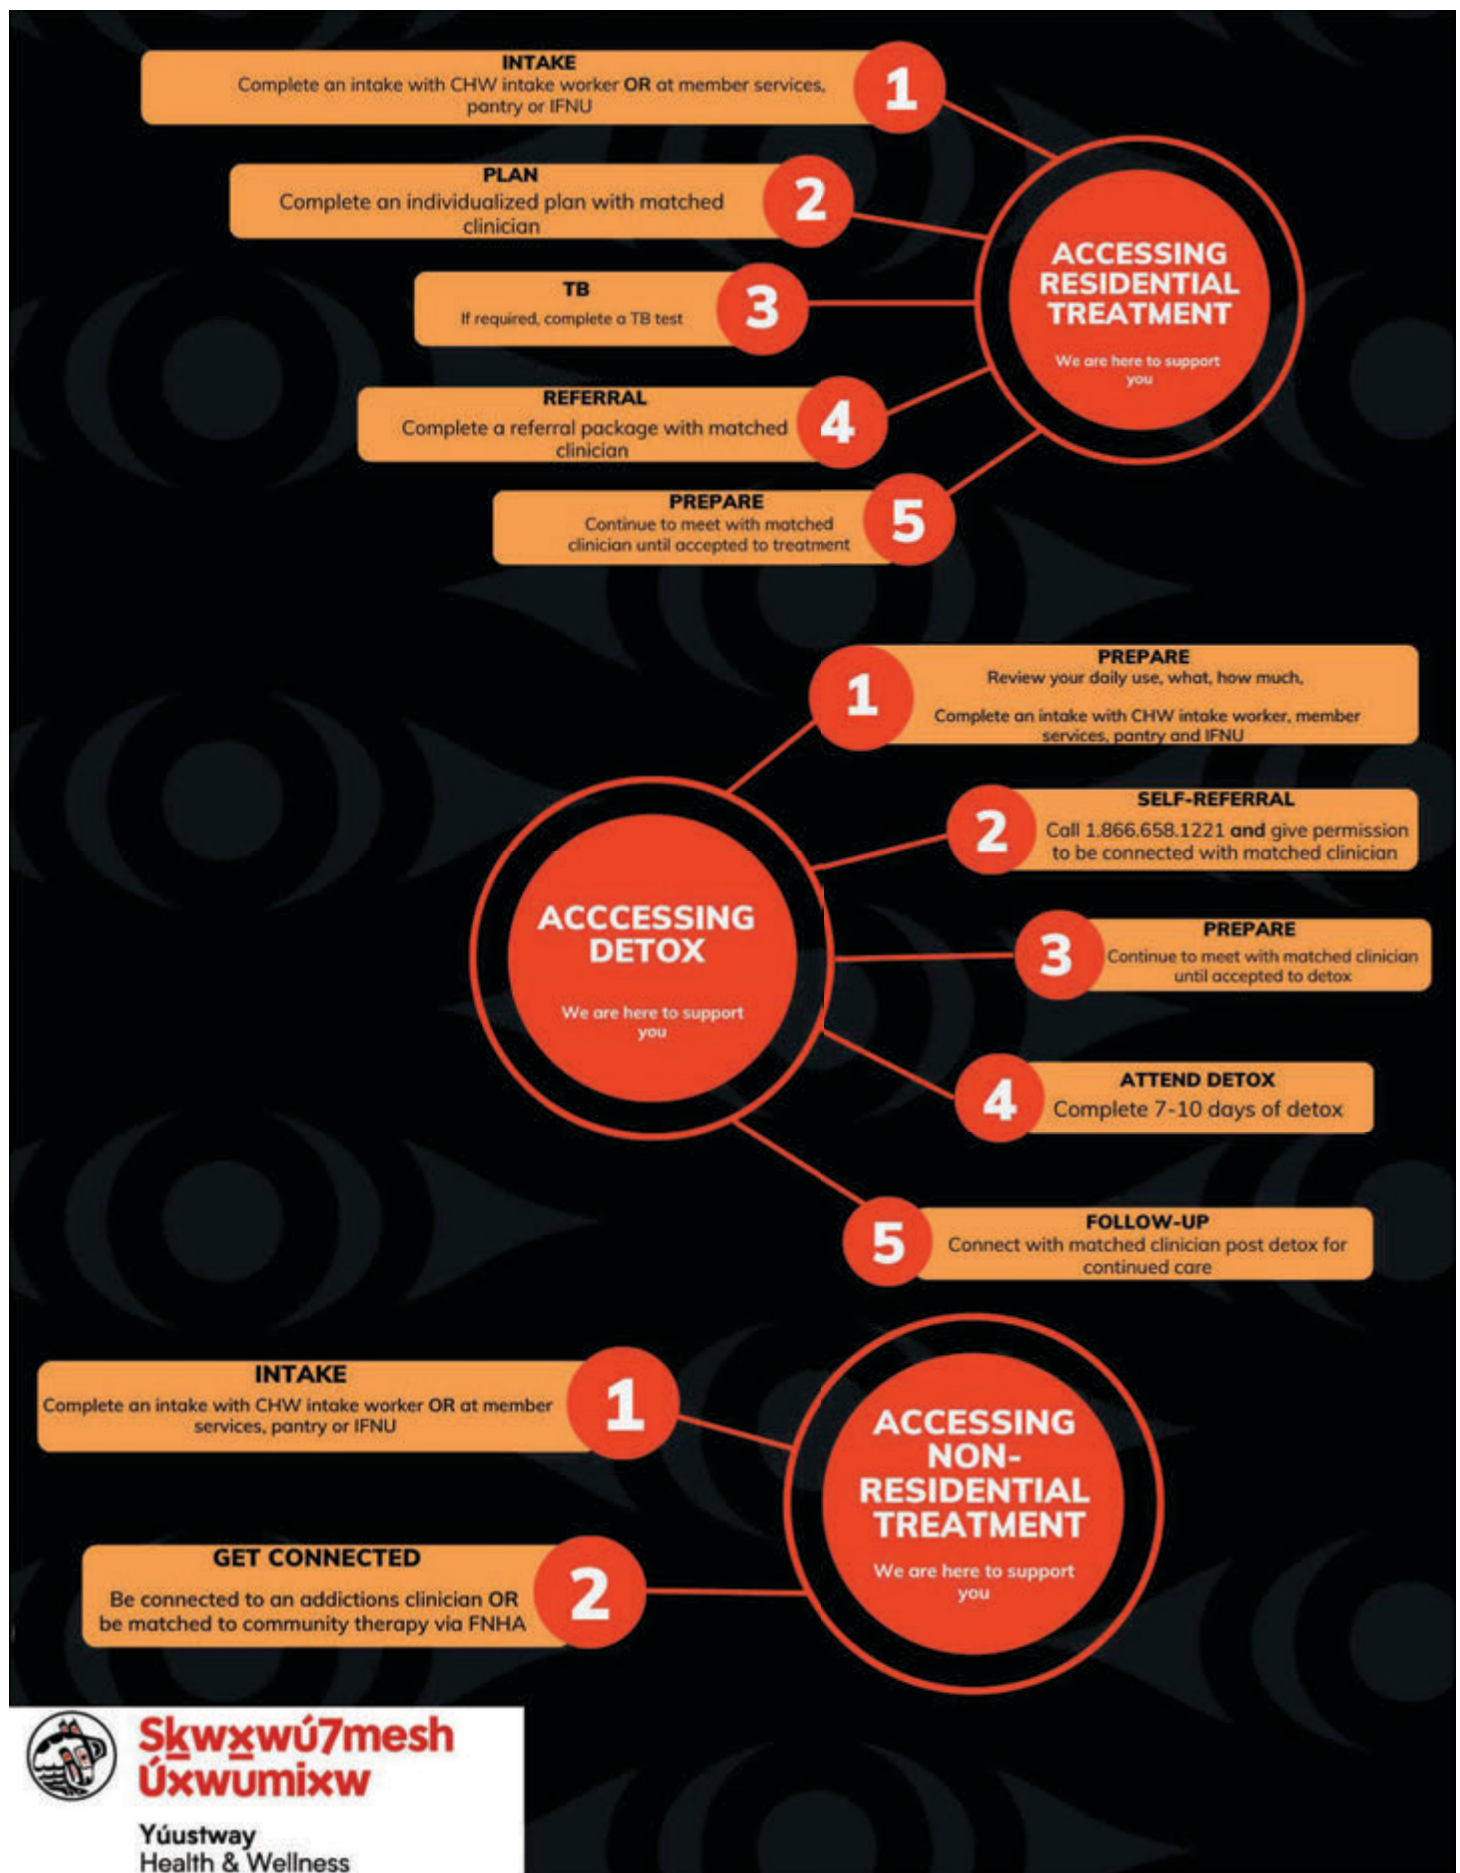 INTAKE
Complete an intake with CHW intake worker OR at member services,
pantry or IFNU
1
PLAN
Complete an individualized plan with matched
clinician
2
TB
If required, complete a TB test
3
REFERRAL
Complete a referral package with matched
clinician
4
PREPARE
Continue to meet with matched
clinician until accepted to treatment
5
ACCESSING
RESIDENTIAL
TREATMENT
We are here to support
you
1
PREPARE
Review your daily use, what, how much,
Complete an intake with CHW intake worker, member
services, pantry and IFNU
2
SELF-REFERRAL
Call 1.866.658.1221 and give permission
to be connected with matched clinician
3
PREPARE
Continue to meet with matched clinician
until accepted to detox
4
ATTEND DETOX
Complete 7-10 days of detox
5
FOLLOW-UP
Connect with matched clinician post detox for
continued care
ACCCESSING
DETOX
We are here to support
you
INTAKE
Complete an intake with CHW intake worker OR at member
services, pantry or IFNU
1
GET CONNECTED
Be connected to an addictions clinician OR
be matched to community therapy via FNHA
2
ACCESSING
NON-
RESIDENTIAL
TREATMENT
We are here to support
you
Sḵwx̱wú7mesh
Úxwumixw
Yúustway
Health & Wellness